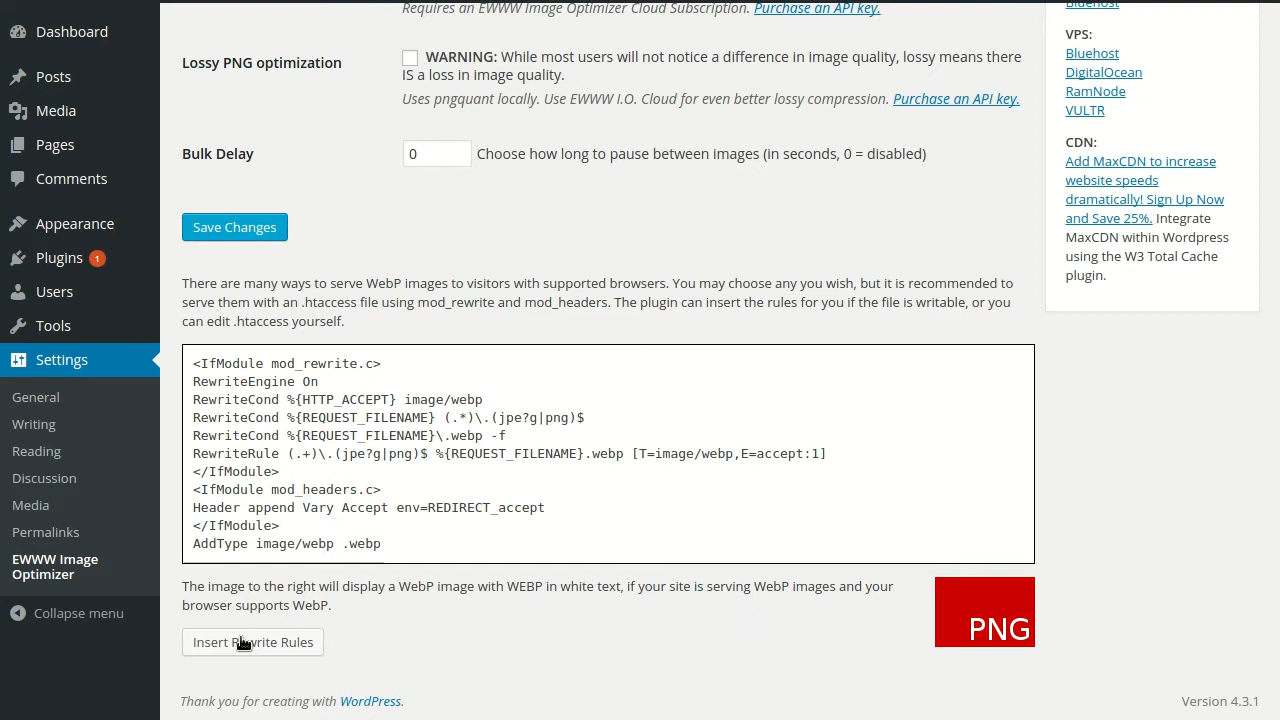 Dashboard
Posts
Media
Pages
Comments
Appearance
Plugins 1
Users
Tools
Settings
General
Writing
Reading
Discussion
Media
Permalinks
EWWW Image
Optimizer
Collapse menu
Requires an EWWW Image Optimizer Cloud Subscription. Purchase an API key.
Lossy PNG optimization
WARNING: While most users will not notice a difference in image quality, lossy means there
IS a loss in image quality.
Uses pngquant locally. Use EWWW I.O. Cloud for even better lossy compression. Purchase an API key.
Bulk Delay
0 Choose how long to pause between images (in seconds, 0 = disabled)
Save Changes
There are many ways to serve WebP images to visitors with supported browsers. You may choose any you wish, but it is recommended to
serve them with an .htaccess file using mod_rewrite and mod_headers. The plugin can insert the rules for you if the file is writable, or you
can edit .htaccess yourself.
<IfModule mod_rewrite.c>
RewriteEngine On
RewriteCond %{HTTP_ACCEPT} image/webp
RewriteCond %{REQUEST_FILENAME} (.*)\.(jpe?g|png)$
RewriteCond %{REQUEST_FILENAME}\.webp -f
RewriteRule (.+)\.(jpe?g|png)$ %{REQUEST_FILENAME}.webp [T=image/webp,E=accept:1]
</IfModule>
<IfModule mod_headers.c>
Header append Vary Accept env=REDIRECT_accept
</IfModule>
AddType image/webp .webp
The image to the right will display a WebP image with WEBP in white text, if your site is serving WebP images and your
browser supports WebP.
PNG
Insert Rewrite Rules
Thank you for creating with WordPress.
Version 4.3.1
Bluehost
VPS:
Bluehost
DigitalOcean
RamNode
VULTR
CDN:
Add MaxCDN to increase
website speeds
dramatically! Sign Up Now
and Save 25%. Integrate
MaxCDN within Wordpress
using the W3 Total Cache
plugin.